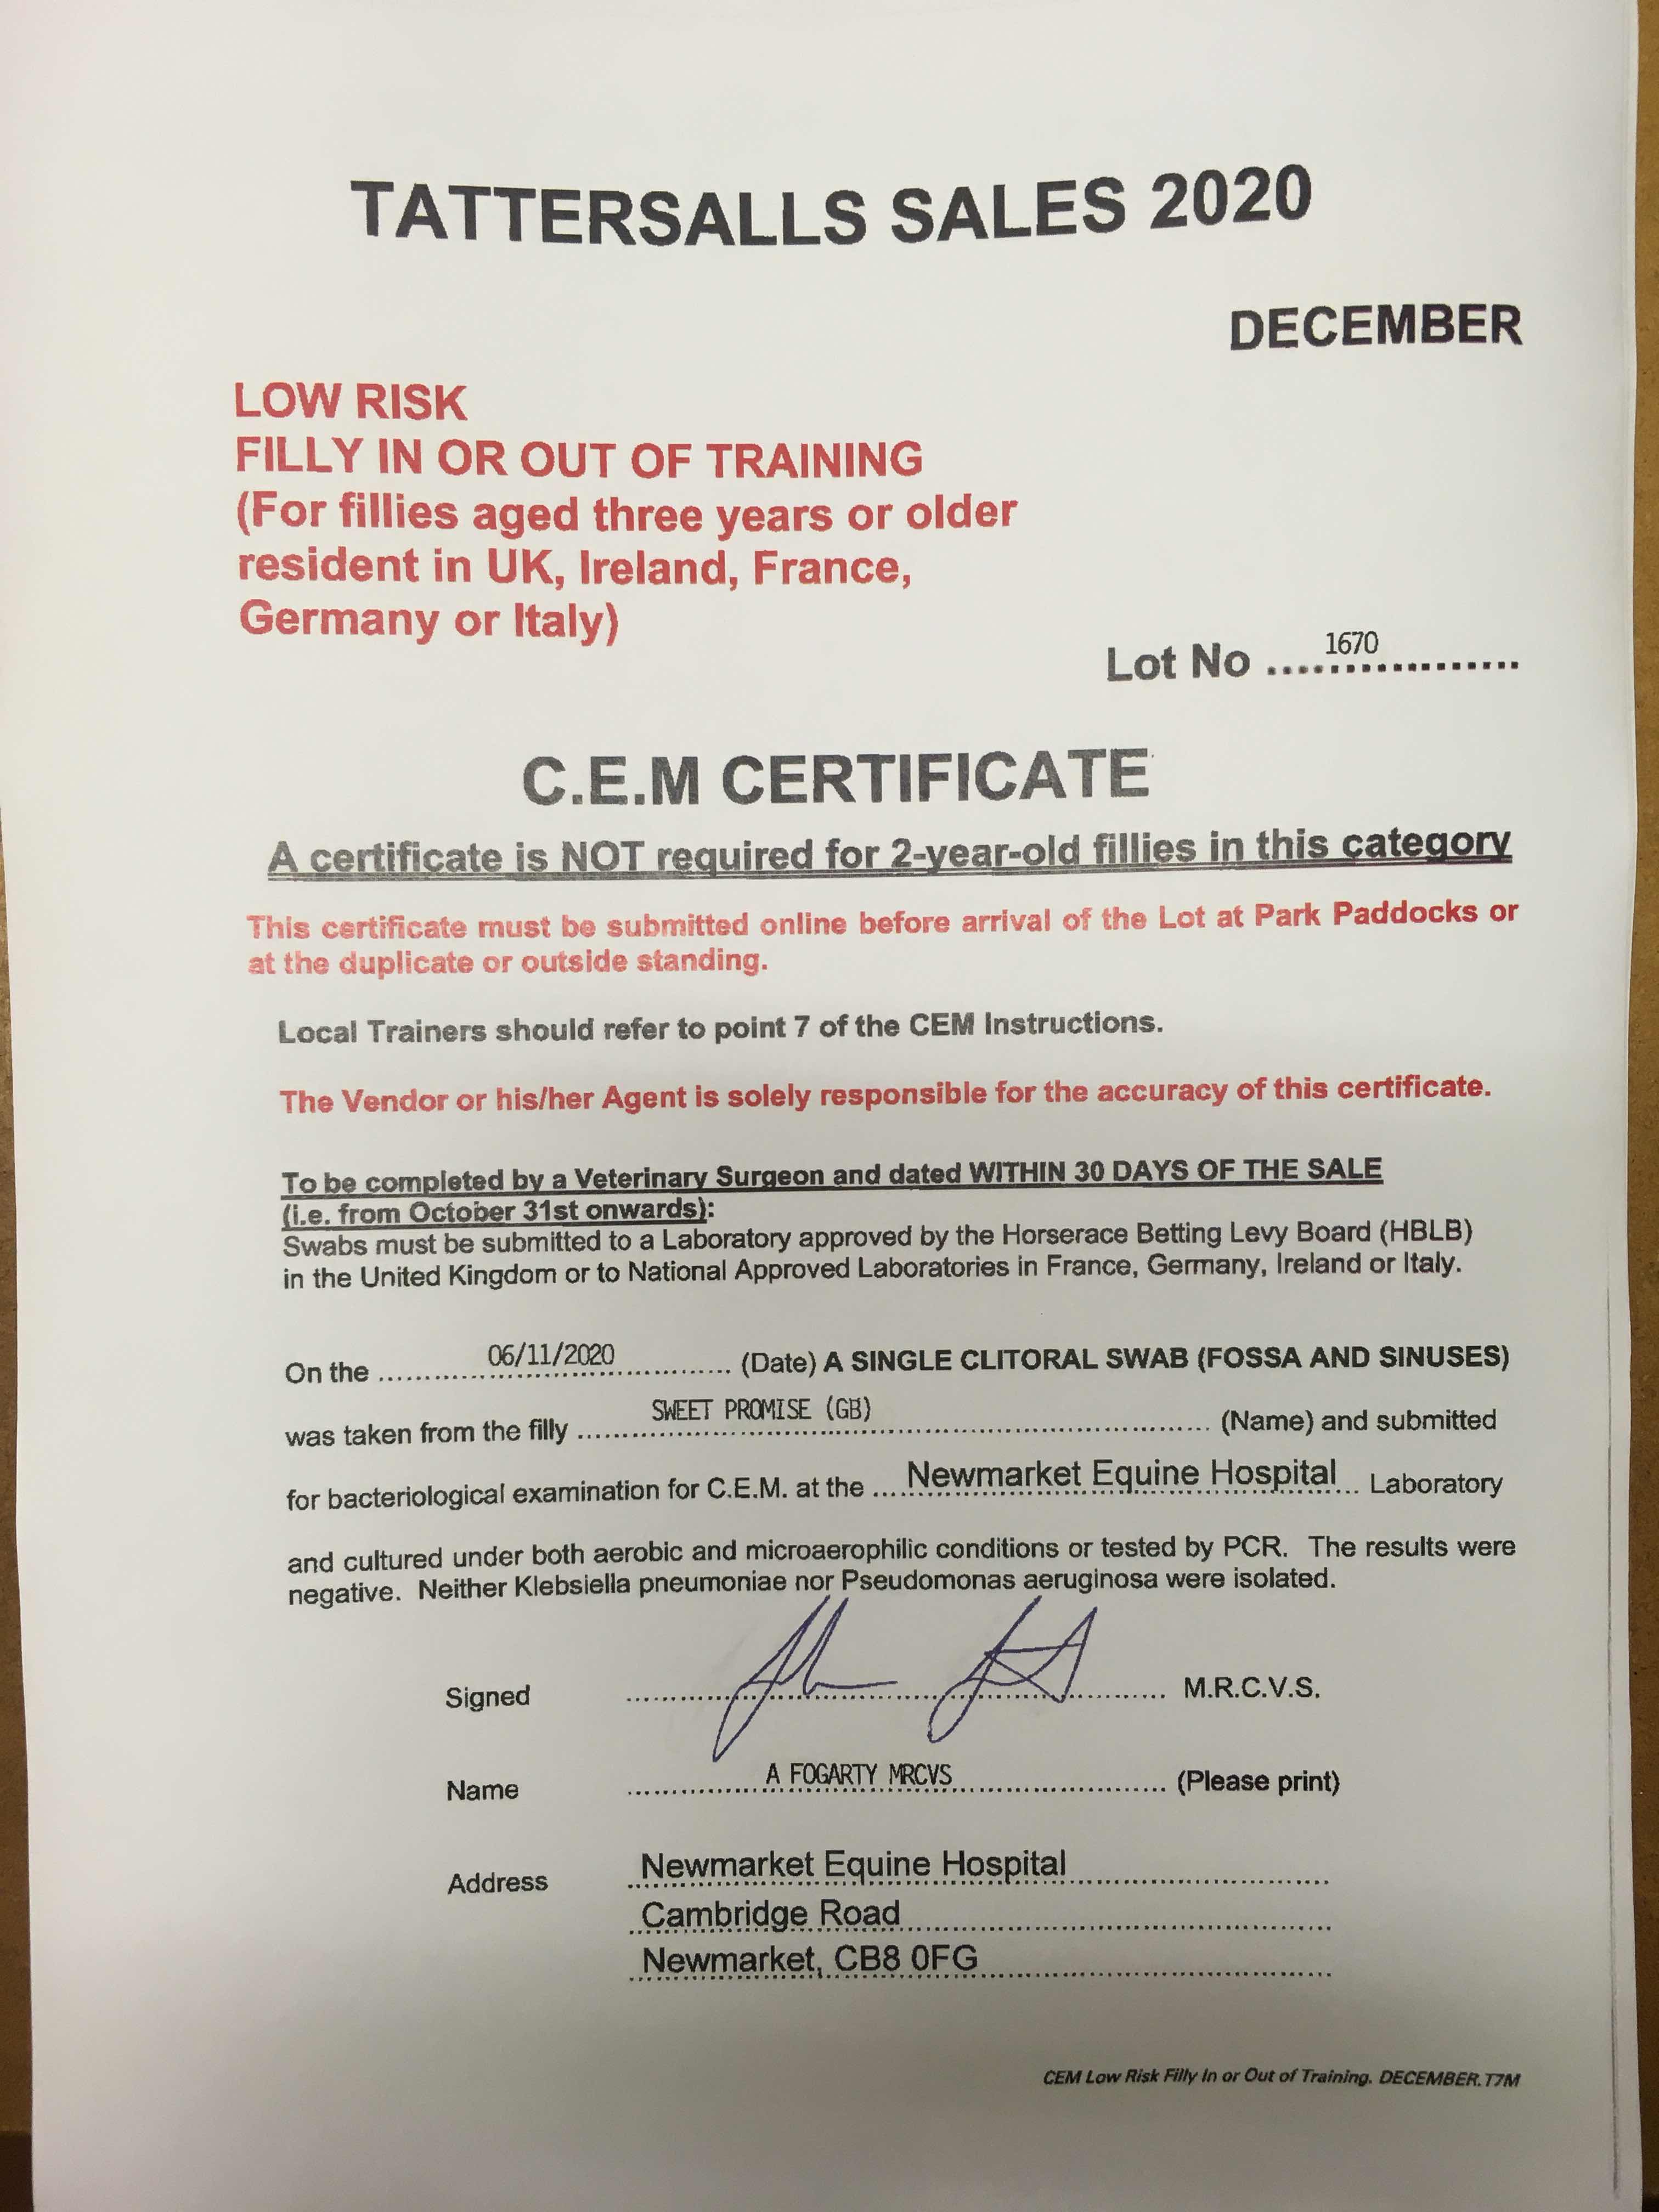 TATTERSALLS SALES 2020
DECEMBER
LOW RISK
FILLY IN OR OUT OF TRAINING
(For fillies aged three years or older
resident in UK, Ireland, France,
Germany or Italy)
Lot No .... 1670 ................
C.E.M CERTIFICATE
A certificate is NOT required for 2-year-old fillies in this category
This certificate must be submitted online before arrival of the Lot at Park Paddocks or
at the duplicate or outside standing.
Local Trainers should refer to point 7 of the CEM Instructions.
The Vendor or his/her Agent is solely responsible for the accuracy of this certificate.
To be completed by a Veterinary Surgeon and dated WITHIN 30 DAYS OF THE SALE
(i.e. from October 31st onwards):
Swabs must be submitted to a Laboratory approved by the Horserace Betting Levy Board (HBLB)
in the United Kingdom or to National Approved Laboratories in France, Germany, Ireland or Italy.
On the ........ 06/11/2020 ........ (Date) A SINGLE CLITORAL SWAB (FOSSA AND SINUSES)
was taken from the filly ........ SWEET PROMISE (GB) ........ (Name) and submitted
for bacteriological examination for C.E.M. at the .... Newmarket Equine Hospital ... Laboratory
and cultured under both aerobic and microaerophilic conditions or tested by PCR. The results were
negative. Neither Klebsiella pneumoniae nor Pseudomonas aeruginosa were isolated.
Signed ........ M.R.C.V.S.
Name ........ A FOGARTY MRCVS ........ (Please print)
Address Newmarket Equine Hospital
Cambridge Road
Newmarket, CB8 0FG
CEM Low Risk Filly In or Out of Training. DECEMBER.T7M